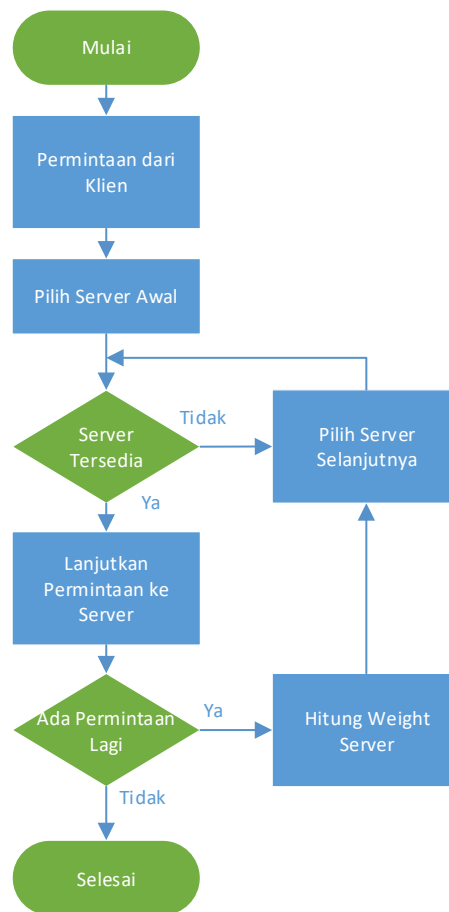 Mulai
Permintaan dari
Klien
Pilih Server Awal
Server
Tersedia
Tidak
Pilih Server
Selanjutnya
Ya
Lanjutkan
Permintaan ke
Server
Ada Permintaan
Lagi
Ya
Hitung Weight
Server
Tidak
Selesai